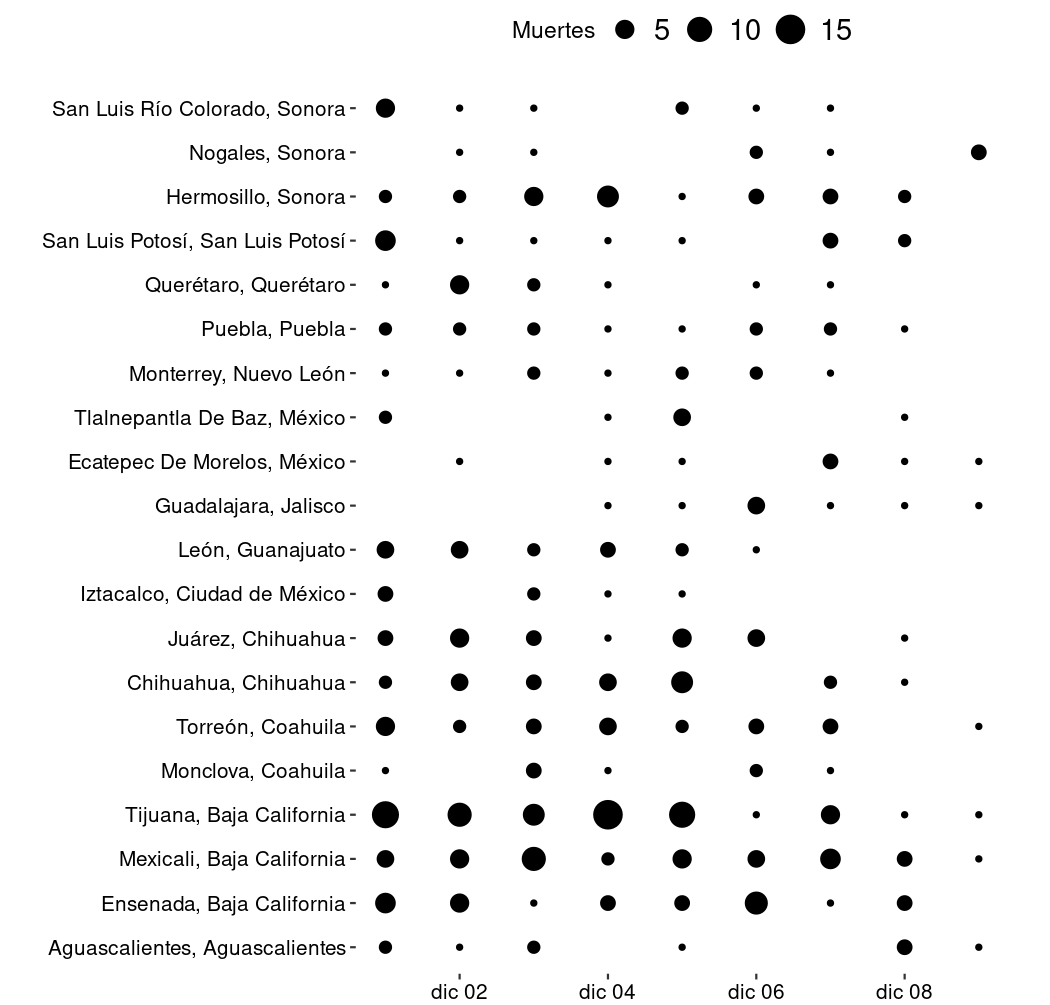 Muertes 5 10 15
San Luis Río Colorado, Sonora
Nogales, Sonora
Hermosillo, Sonora
San Luis Potosí, San Luis Potosí
Querétaro, Querétaro
Puebla, Puebla
Monterrey, Nuevo León
Tlalnepantla De Baz, México
Ecatepec De Morelos, México
Guadalajara, Jalisco
León, Guanajuato
Iztacalco, Ciudad de México
Juárez, Chihuahua
Chihuahua, Chihuahua
Torreón, Coahuila
Monclova, Coahuila
Tijuana, Baja California
Mexicali, Baja California
Ensenada, Baja California
Aguascalientes, Aguascalientes
dic 02 dic 04 dic 06 dic 08